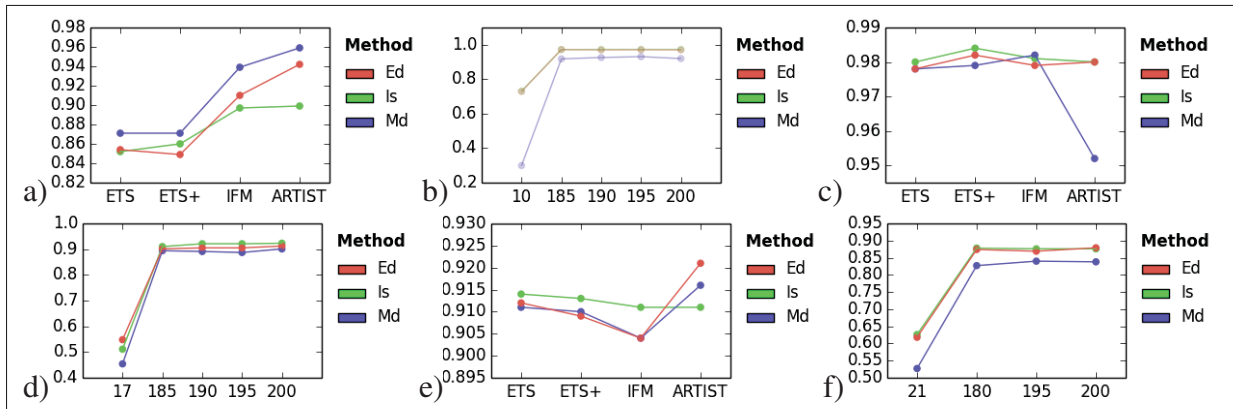 a)
0.98
0.96
0.94
0.92
0.90
0.88
0.86
0.84
0.82
ETS ETS+ IFM ARTIST
Method
Ed
Is
Md
b)
1.0
0.8
0.6
0.4
0.2
10 185 190 195 200
Method
Ed
Is
Md
c)
0.99
0.98
0.97
0.96
0.95
ETS ETS+ IFM ARTIST
Method
Ed
Is
Md
d)
1.0
0.9
0.8
0.7
0.6
0.5
0.4
17 185 190 195 200
Method
Ed
Is
Md
e)
0.930
0.925
0.920
0.915
0.910
0.905
0.900
0.895
ETS ETS+ IFM ARTIST
Method
Ed
Is
Md
f)
0.95
0.90
0.85
0.80
0.75
0.70
0.65
0.60
0.55
0.50
21 180 195 200
Method
Ed
Is
Md